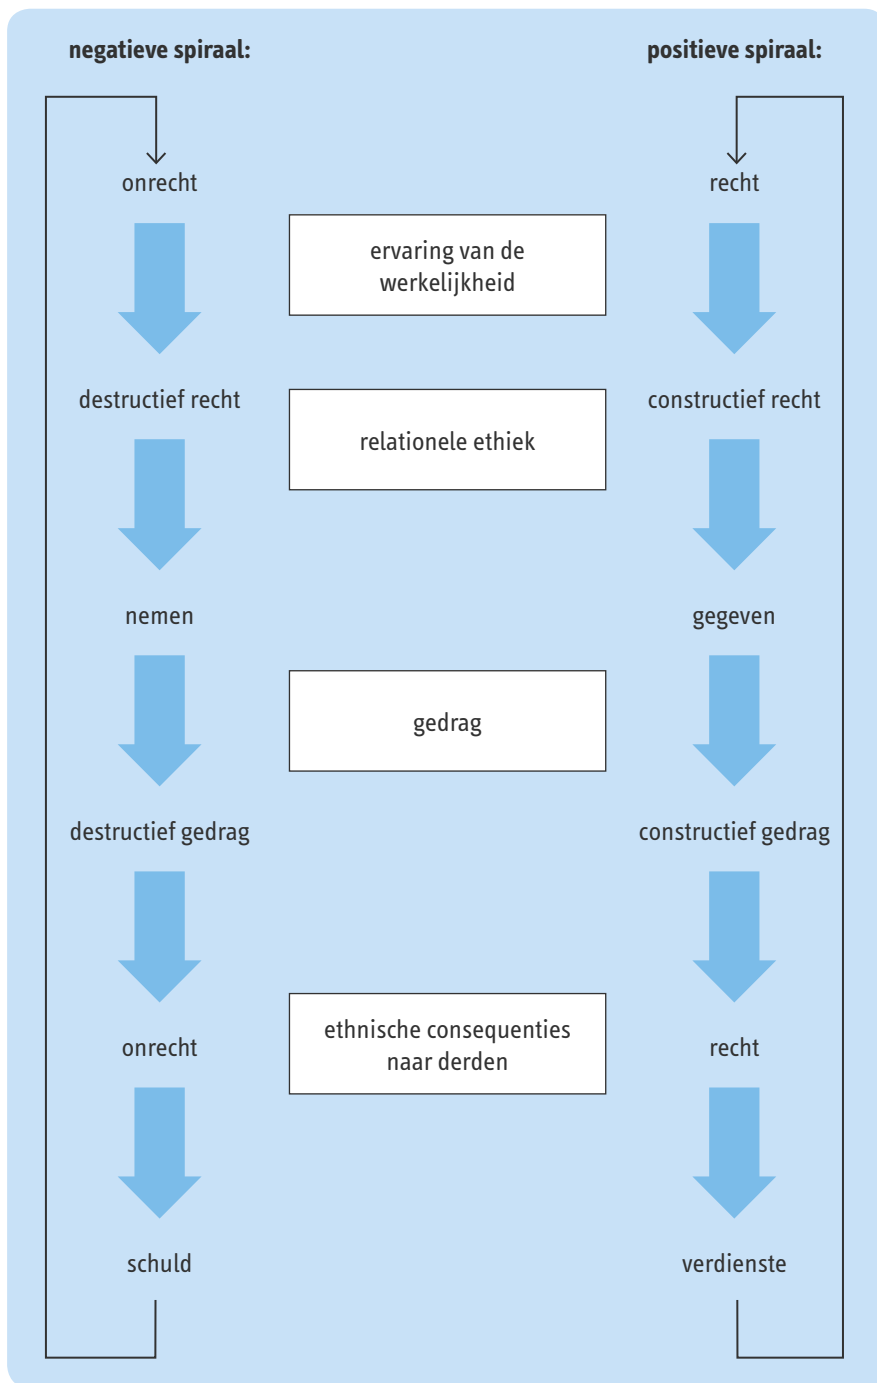 negatieve spiraal:
positieve spiraal:
onrecht
recht
ervaring van de
werkelijkheid
destructief recht
constructief recht
relationele ethiek
nemen
gegeven
gedrag
destructief gedrag
constructief gedrag
onrecht
recht
ethnische consequenties
naar derden
schuld
verdienste